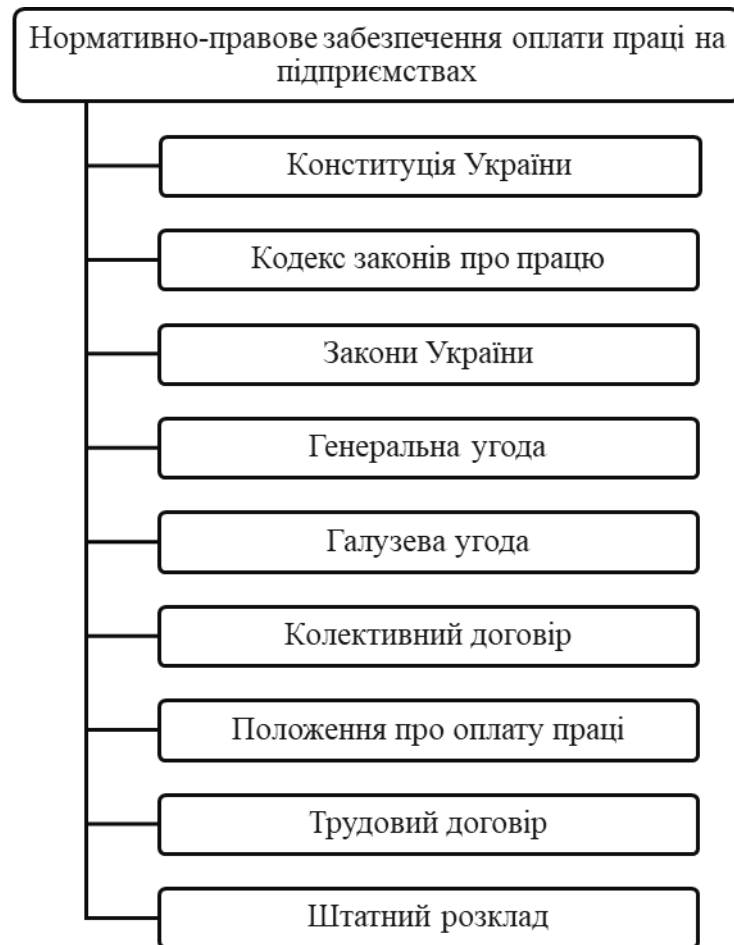 Нормативно-правове забезпечення оплати праці на
підприємствах
Конституція України
Кодекс законів про працю
Закони України
Генеральна угода
Галузева угода
Колективний договір
Положення про оплату праці
Трудовий договір
Штатний розклад